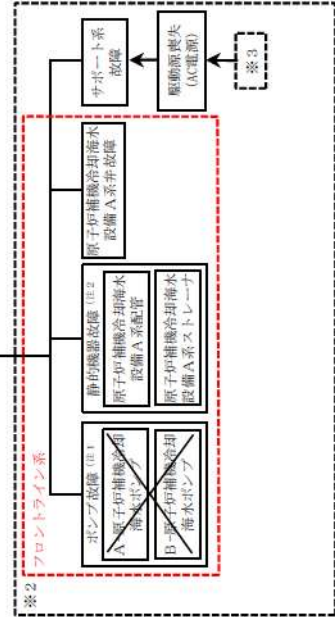 ※2
フロントライン系
ポンプ故障(注1
A-原子炉補機冷却
海水ポンプ
B-原子炉補機冷却
海水ポンプ
静的機器故障(注2
原子炉補機冷却海水
設備A系配管
原子炉補機冷却海水
設備A系ストレーナ
原子炉補機冷却海水
設備A系弁故障
サポート系
故障
駆動源喪失
(AC電源)
※3